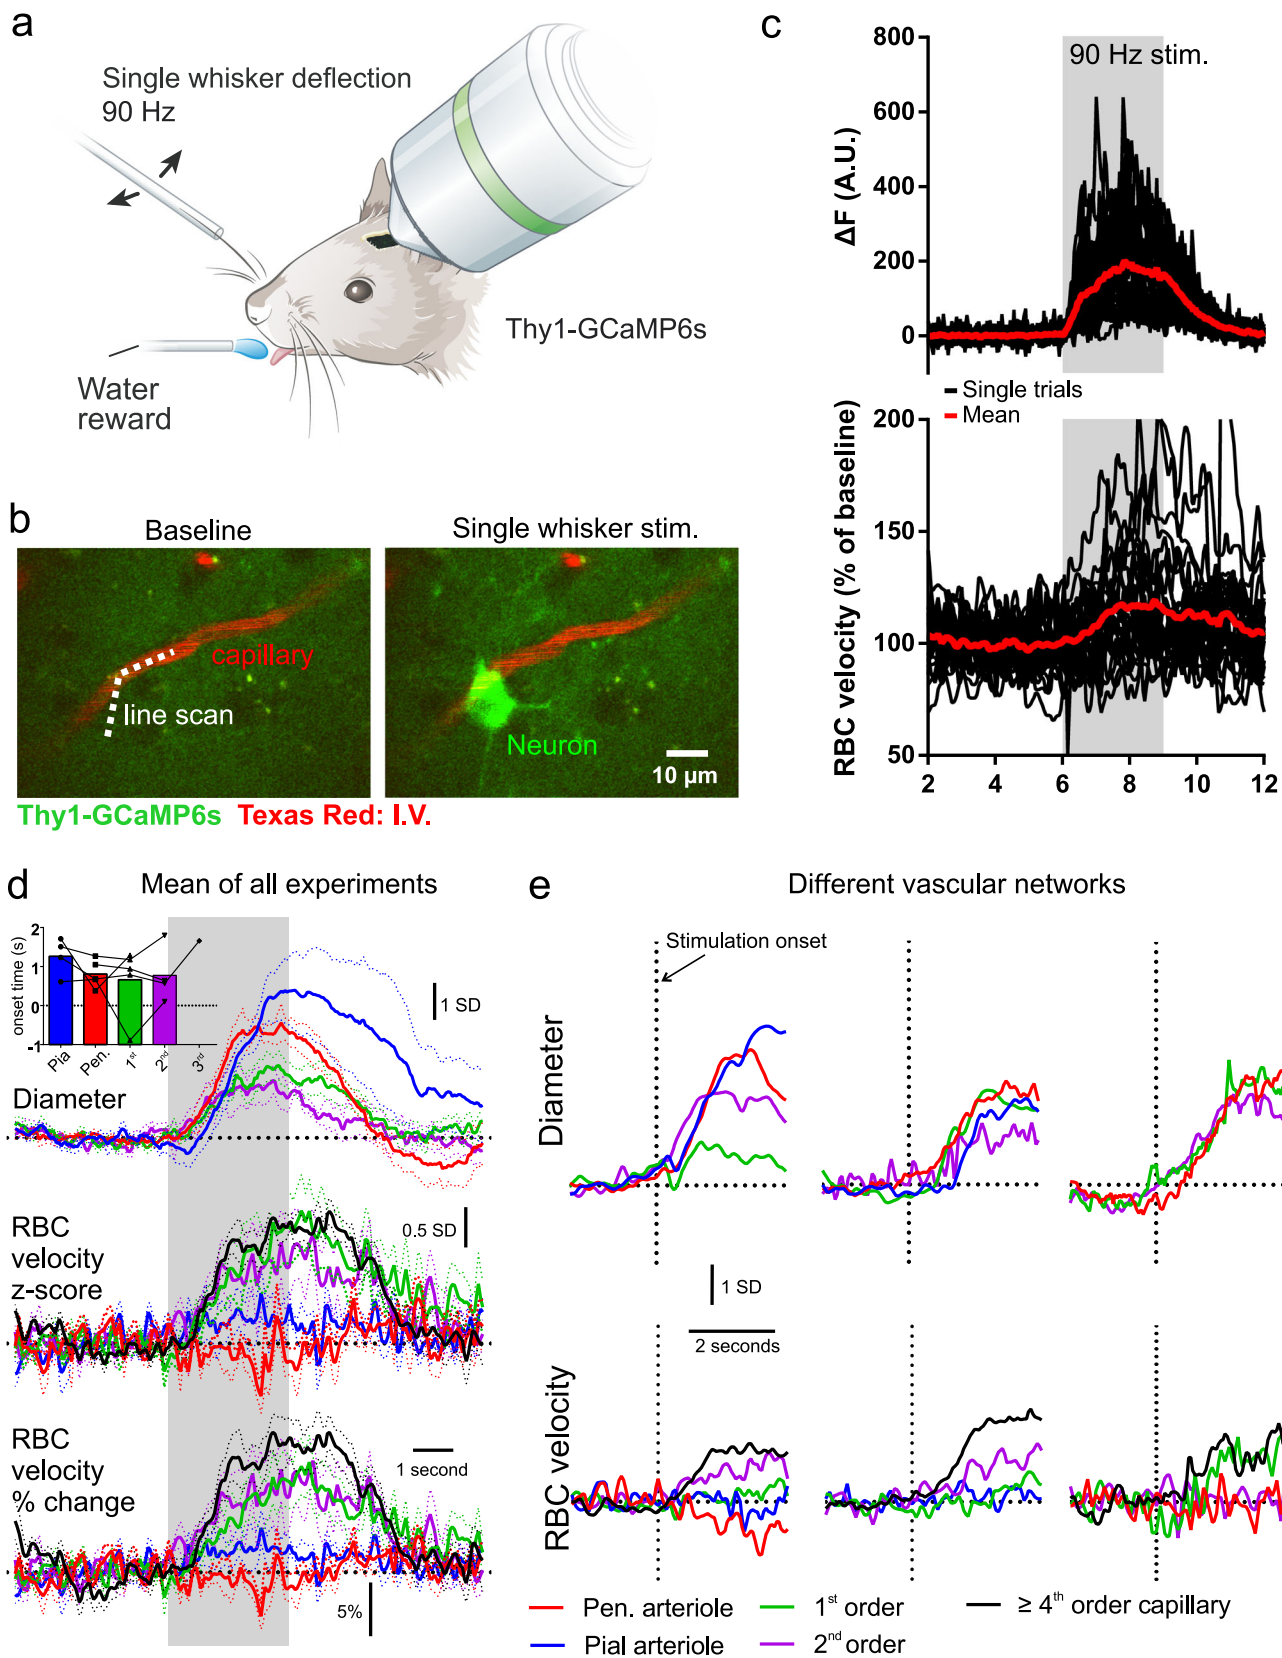 a
Single whisker deflection
90 Hz
Thy1-GCaMP6s
Water
reward
b
Baseline
Single whisker stim.
capillary
line scan
Neuron
10 µm
Thy1-GCaMP6s Texas Red: I.V.
c
90 Hz stim.
ΔF (A.U.)
800
600
400
200
0
Single trials
Mean
RBC velocity (% of baseline)
200
150
100
50
2 4 6 8 10 12
d
Mean of all experiments
onset time (s)
2
1
0
-1
Pia Pen. 1st 2nd 3rd
1 SD
Diameter
RBC
velocity
z-score
0.5 SD
RBC
velocity
% change
1 second
5%
e
Different vascular networks
Stimulation onset
Diameter
1 SD
2 seconds
RBC velocity
Pen. arteriole
1st order
≥ 4th order capillary
Pial arteriole
2nd order